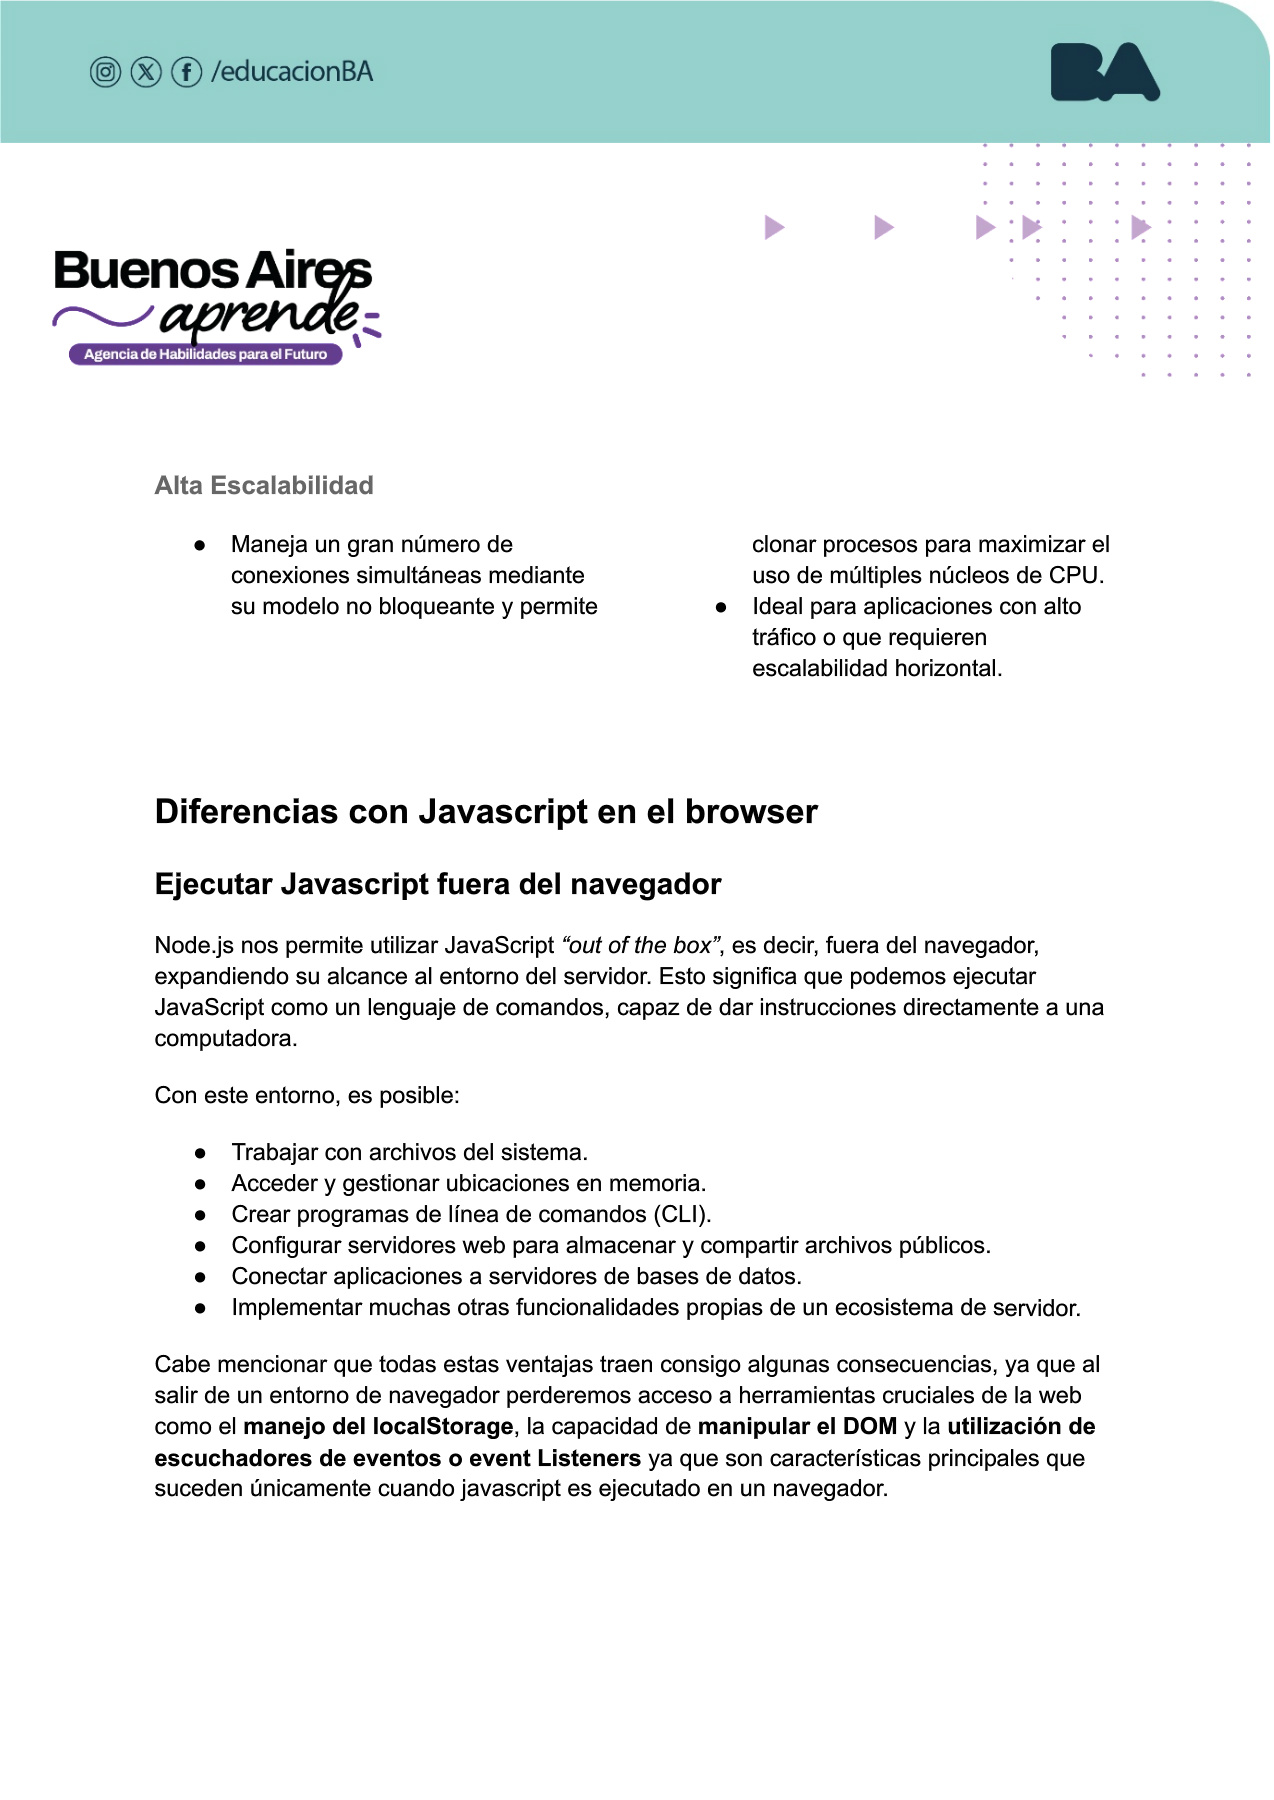 /educacionBA
BA
Buenos Aires
aprende
Agencia de Habilidades para el Futuro
Alta Escalabilidad
● Maneja un gran número de
conexiones simultáneas mediante
su modelo no bloqueante y permite
clonar procesos para maximizar el
uso de múltiples núcleos de CPU.
● Ideal para aplicaciones con alto
tráfico o que requieren
escalabilidad horizontal.
Diferencias con Javascript en el browser
Ejecutar Javascript fuera del navegador
Node.js nos permite utilizar JavaScript “out of the box”, es decir, fuera del navegador,
expandiendo su alcance al entorno del servidor. Esto significa que podemos ejecutar
JavaScript como un lenguaje de comandos, capaz de dar instrucciones directamente a una
computadora.
Con este entorno, es posible:
● Trabajar con archivos del sistema.
● Acceder y gestionar ubicaciones en memoria.
● Crear programas de línea de comandos (CLI).
● Configurar servidores web para almacenar y compartir archivos públicos.
● Conectar aplicaciones a servidores de bases de datos.
● Implementar muchas otras funcionalidades propias de un ecosistema de servidor.
Cabe mencionar que todas estas ventajas traen consigo algunas consecuencias, ya que al
salir de un entorno de navegador perderemos acceso a herramientas cruciales de la web
como el manejo del localStorage, la capacidad de manipular el DOM y la utilización de
escuchadores de eventos o event Listeners ya que son características principales que
suceden únicamente cuando javascript es ejecutado en un navegador.